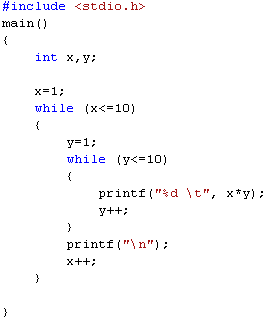 #include <stdio.h>
main()
{
int x,y;
x=1;
while (x<=10)
{
y=1;
while (y<=10)
{
printf("%d \t", x*y);
y++;
}
printf("\n");
x++;
}
}